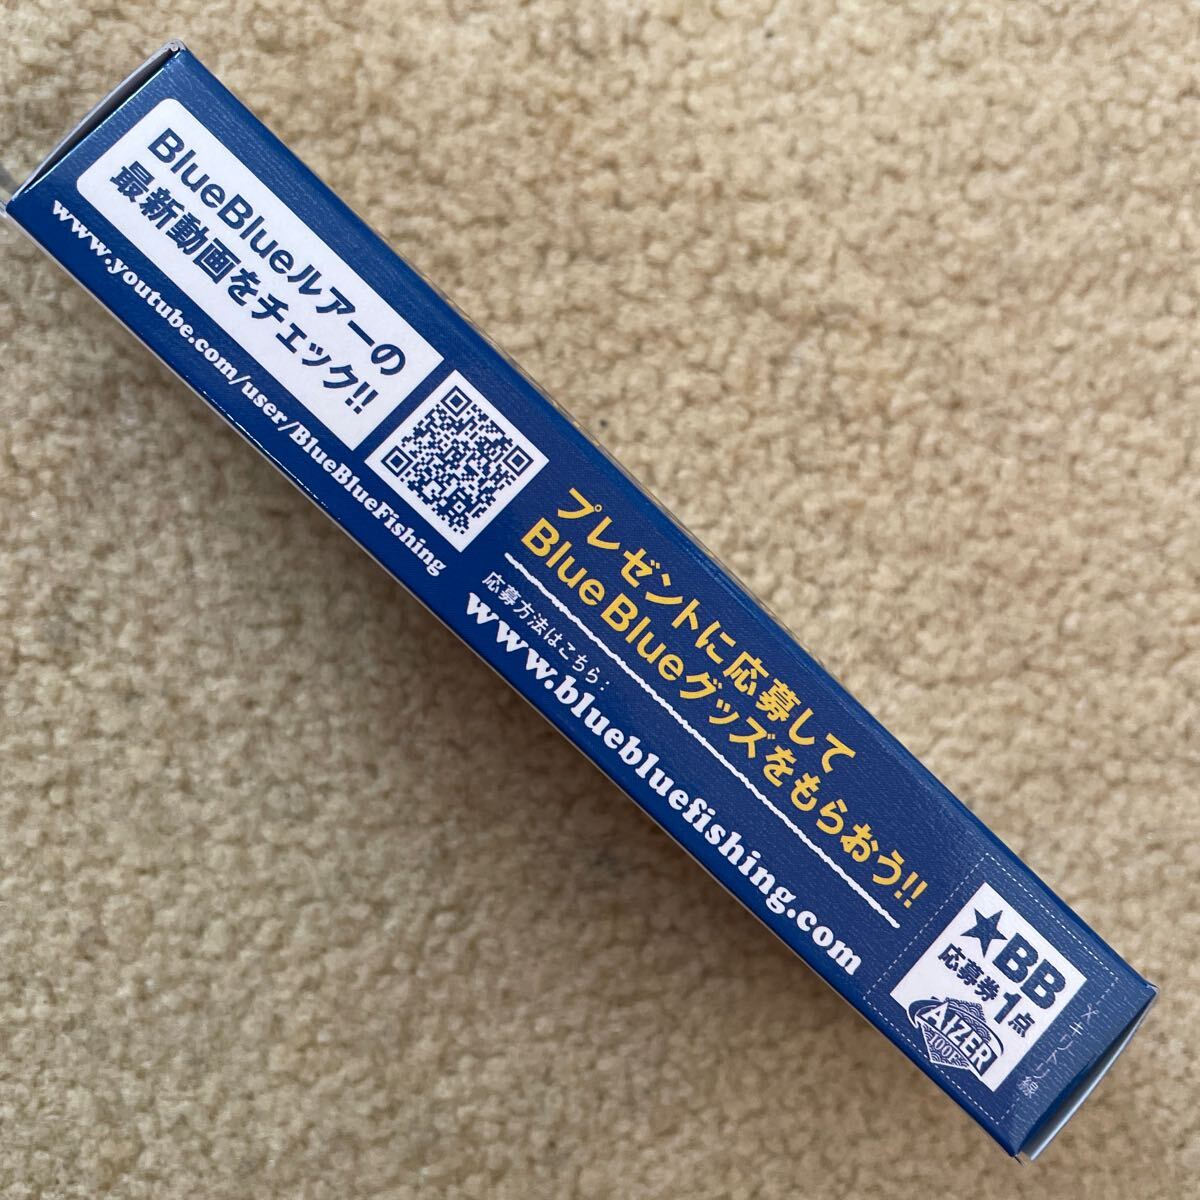 BlueBlueルアーの
最新動画をチェック!!
www.youtube.com/user/BlueBlueFishing
プレゼントに応募して
BlueBlueグッズをもらおう!!
応募方法はこちら:
www.bluebluefishing.com
★BB
応募券1点
AIZER
100F
キリトリ線